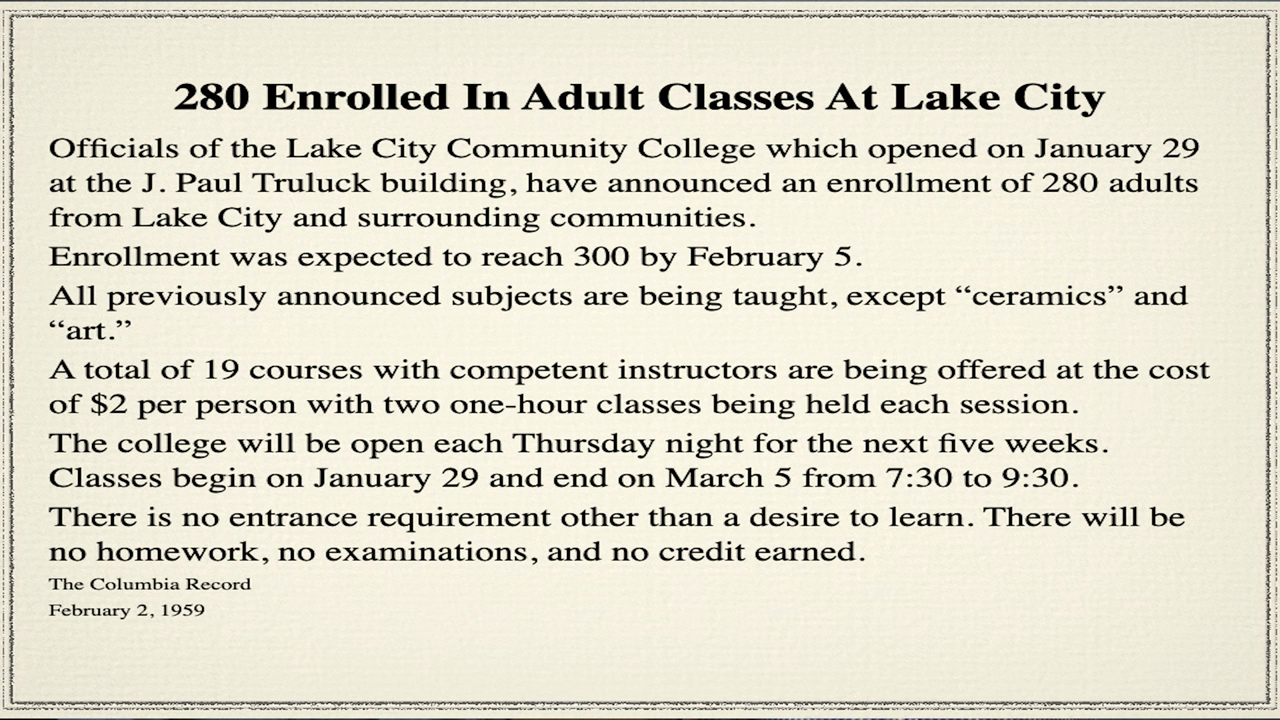 280 Enrolled In Adult Classes At Lake City
Officials of the Lake City Community College which opened on January 29
at the J. Paul Truluck building, have announced an enrollment of 280 adults
from Lake City and surrounding communities.
Enrollment was expected to reach 300 by February 5.
All previously announced subjects are being taught, except “ceramics” and
“art.”
A total of 19 courses with competent instructors are being offered at the cost
of $2 per person with two one-hour classes being held each session.
The college will be open each Thursday night for the next five weeks.
Classes begin on January 29 and end on March 5 from 7:30 to 9:30.
There is no entrance requirement other than a desire to learn. There will be
no homework, no examinations, and no credit earned.
The Columbia Record
February 2, 1959